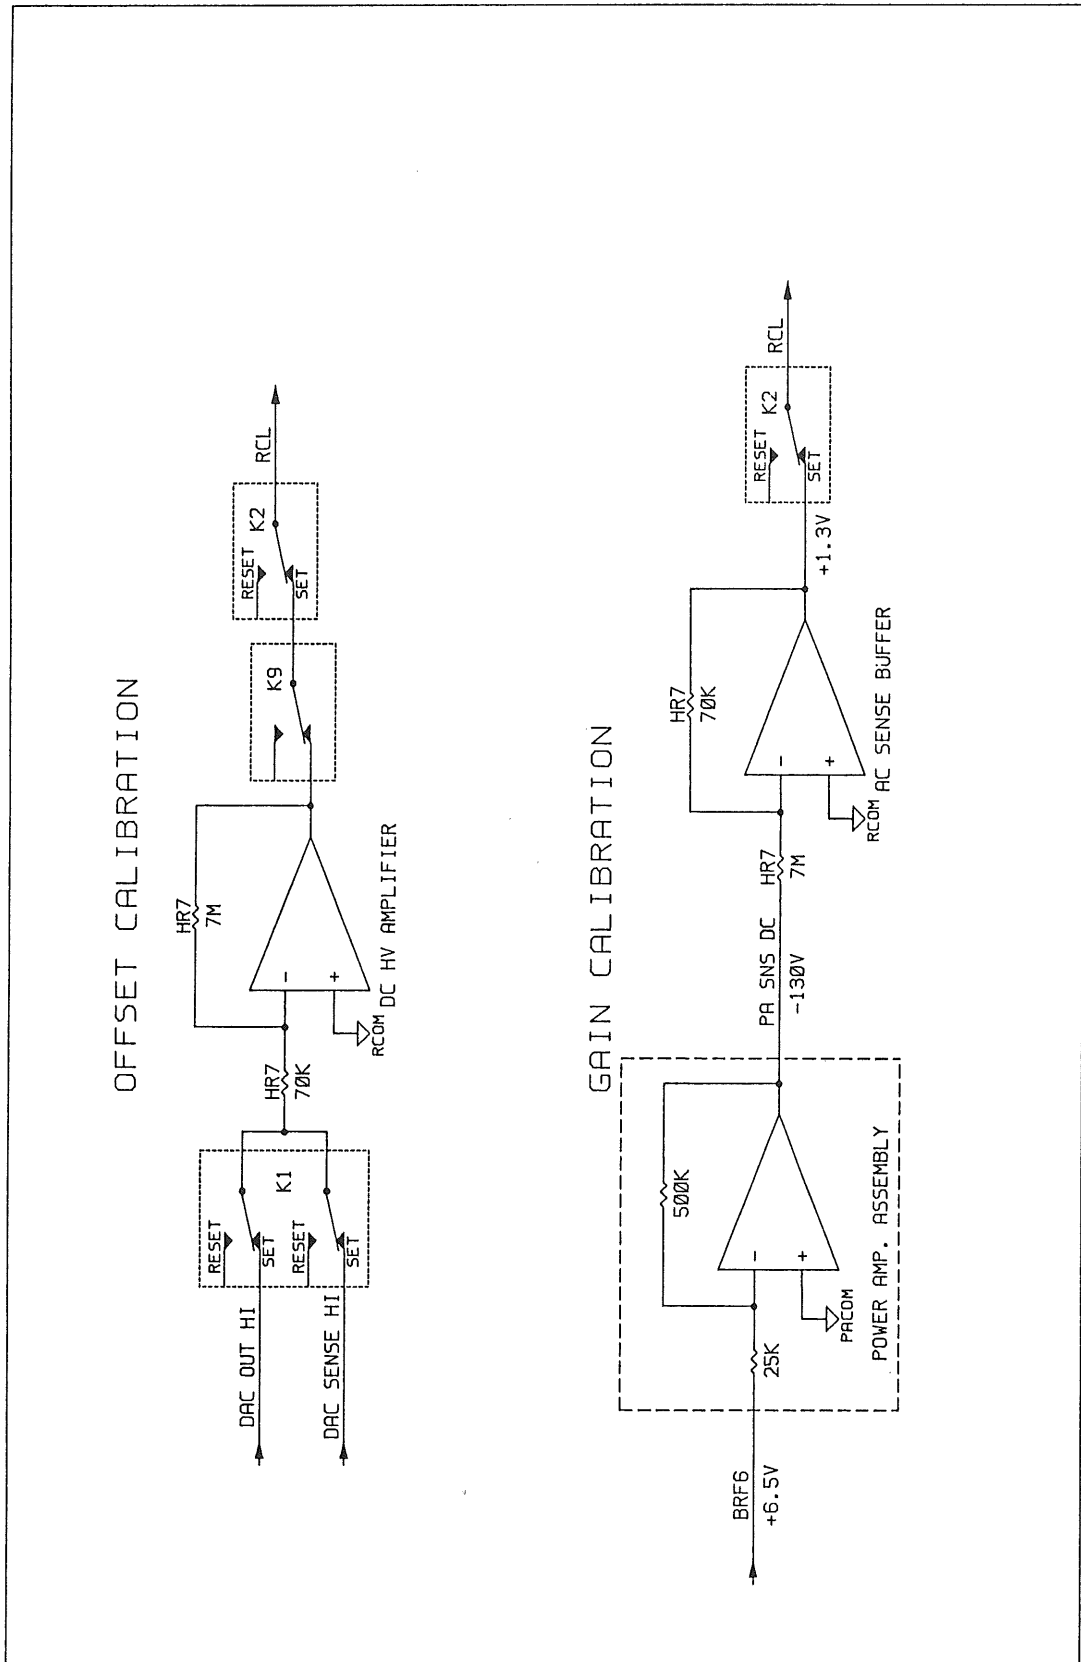 OFFSET CALIBRATION
DAC OUT HI
DAC SENSE HI
RESET
SET
K1
RESET
SET
HR7
70K
HR7
7M
-
+
RCOM
DC HV AMPLIFIER
K9
RESET
K2
SET
RCL
GAIN CALIBRATION
BRF6
+6.5V
25K
500K
-
+
PACOM
POWER AMP. ASSEMBLY
PA SNS DC
-130V
HR7
7M
HR7
70K
-
+
RCOM
AC SENSE BUFFER
+1.3V
RESET
K2
SET
RCL